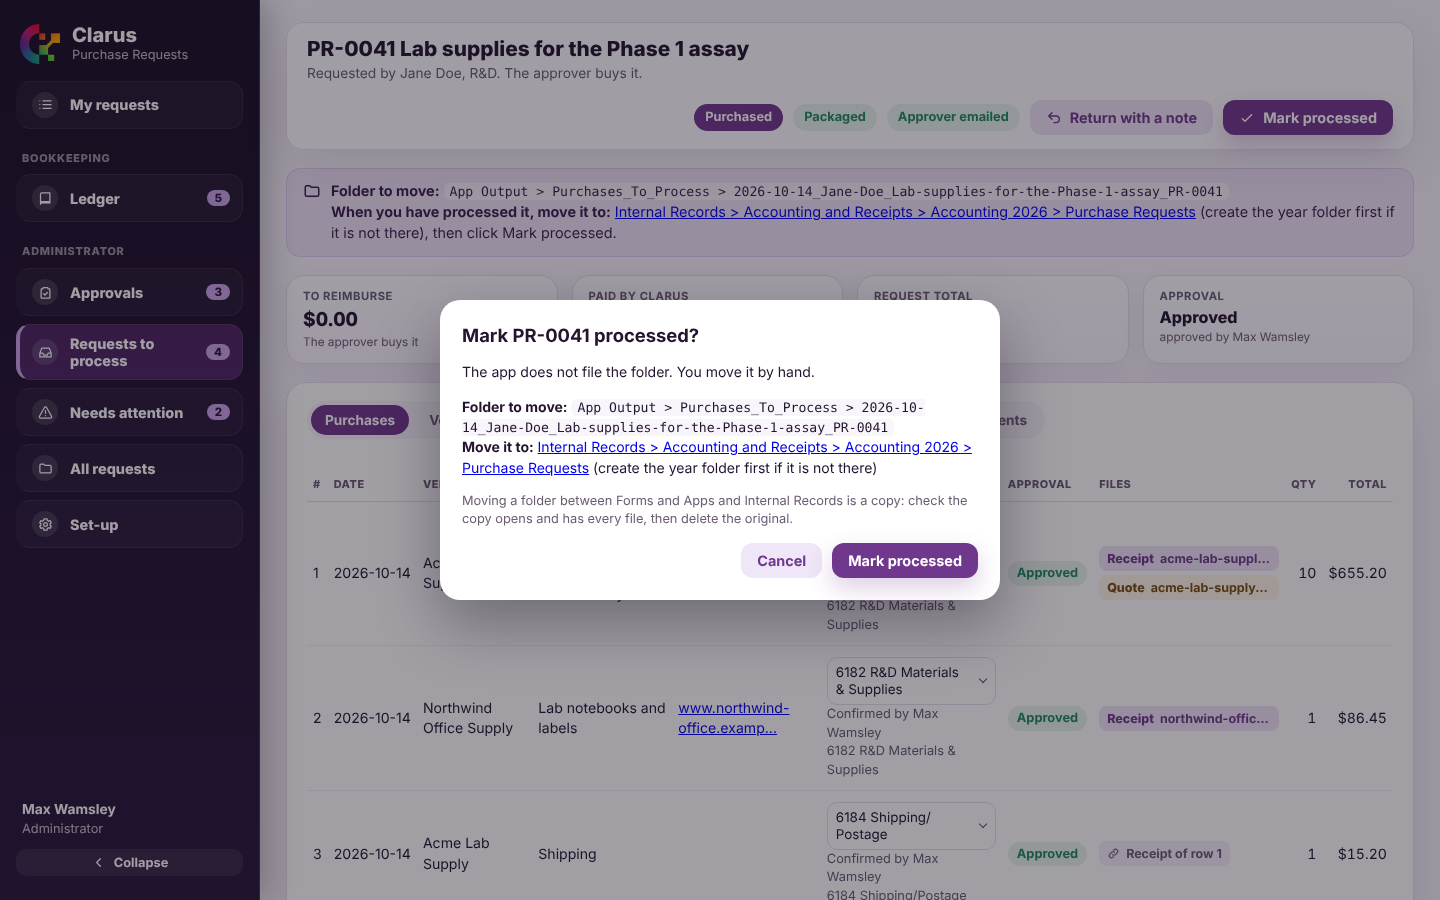 Clarus
Purchase Requests
My requests
BOOKKEEPING
Ledger 5
ADMINISTRATOR
Approvals 3
Requests to
process 4
Needs attention 2
All requests
Set-up
Max Wamsley
Administrator
Collapse
PR-0041 Lab supplies for the Phase 1 assay
Requested by Jane Doe, R&D. The approver buys it.
Purchased Packaged Approver emailed Return with a note Mark processed
Folder to move: App Output > Purchases_To_Process > 2026-10-14_Jane-Doe_Lab-supplies-for-the-Phase-1-assay_PR-0041
When you have processed it, move it to: Internal Records > Accounting and Receipts > Accounting 2026 > Purchase Requests (create the year folder first if
it is not there), then click Mark processed.
TO REIMBURSE
$0.00
The approver buys it
PAID BY CLARUS
REQUEST TOTAL
APPROVAL
Approved
approved by Max Wamsley
Mark PR-0041 processed?
The app does not file the folder. You move it by hand.
Folder to move: App Output > Purchases_To_Process > 2026-10-
14_Jane-Doe_Lab-supplies-for-the-Phase-1-assay_PR-0041
Move it to: Internal Records > Accounting and Receipts > Accounting 2026 >
Purchase Requests (create the year folder first if it is not there)
Moving a folder between Forms and Apps and Internal Records is a copy: check the
copy opens and has every file, then delete the original.
Cancel Mark processed
Purchases
# DATE APPROVAL FILES QTY TOTAL
1 2026-10-14 Approved Receipt acme-lab-suppl... 10 $655.20
Quote acme-lab-supply...
6182 R&D Materials &
Supplies
2 2026-10-14 Northwind
Office Supply
Lab notebooks and
labels
www.northwind-
office.examp...
6182 R&D Materials
& Supplies
Confirmed by Max
Wamsley
6182 R&D Materials &
Supplies
Approved Receipt northwind-offic... 1 $86.45
3 2026-10-14 Acme Lab
Supply
Shipping
6184 Shipping/
Postage
Confirmed by Max
Wamsley
6184 Shipping/Postage
Approved Receipt of row 1 1 $15.20